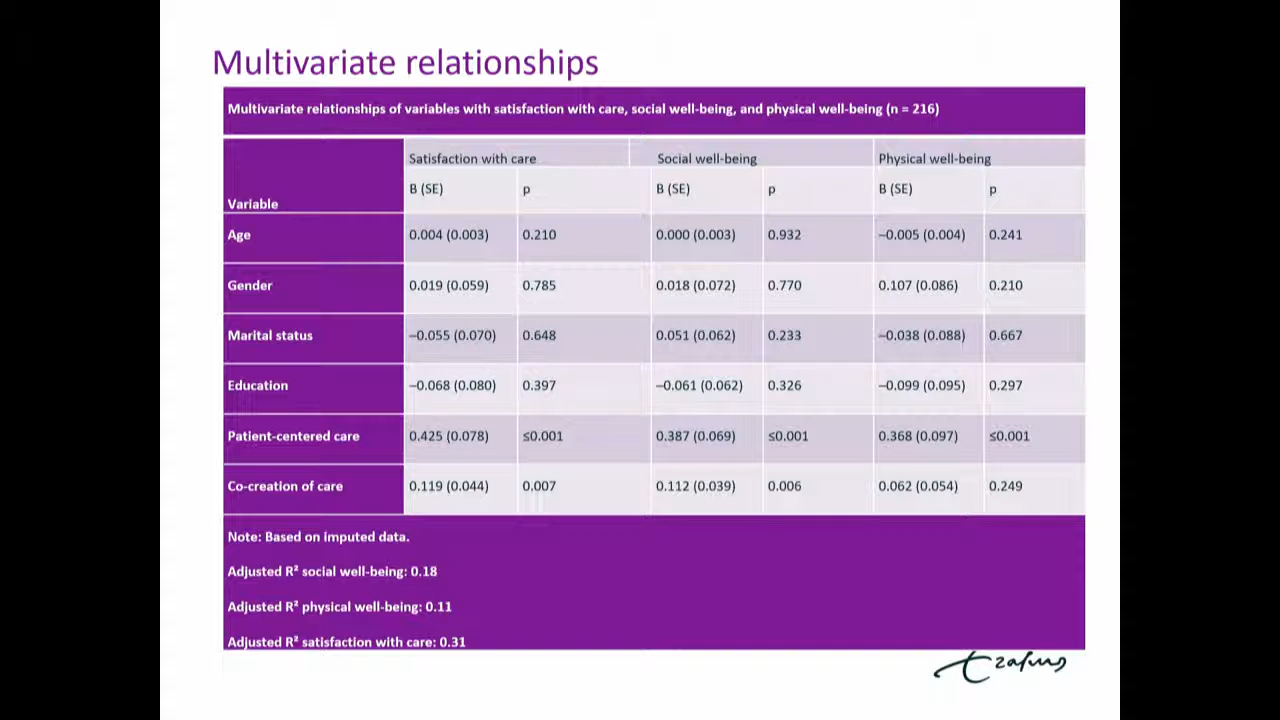 Multivariate relationships
Multivariate relationships of variables with satisfaction with care, social well-being, and physical well-being (n = 216)
Satisfaction with care Social well-being Physical well-being
Variable B (SE) p B (SE) p B (SE) p
Age 0.004 (0.003) 0.210 0.000 (0.003) 0.932 –0.005 (0.004) 0.241
Gender 0.019 (0.059) 0.785 0.018 (0.072) 0.770 0.107 (0.086) 0.210
Marital status –0.055 (0.070) 0.648 0.051 (0.062) 0.233 –0.038 (0.088) 0.667
Education –0.068 (0.080) 0.397 –0.061 (0.062) 0.326 –0.099 (0.095) 0.297
Patient-centered care 0.425 (0.078) ≤0.001 0.387 (0.069) ≤0.001 0.368 (0.097) ≤0.001
Co-creation of care 0.119 (0.044) 0.007 0.112 (0.039) 0.006 0.062 (0.054) 0.249
Note: Based on imputed data.
Adjusted R² social well-being: 0.18
Adjusted R² physical well-being: 0.11
Adjusted R² satisfaction with care: 0.31